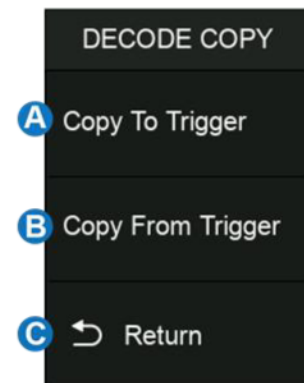 DECODE COPY
A Copy To Trigger
B Copy From Trigger
C Return